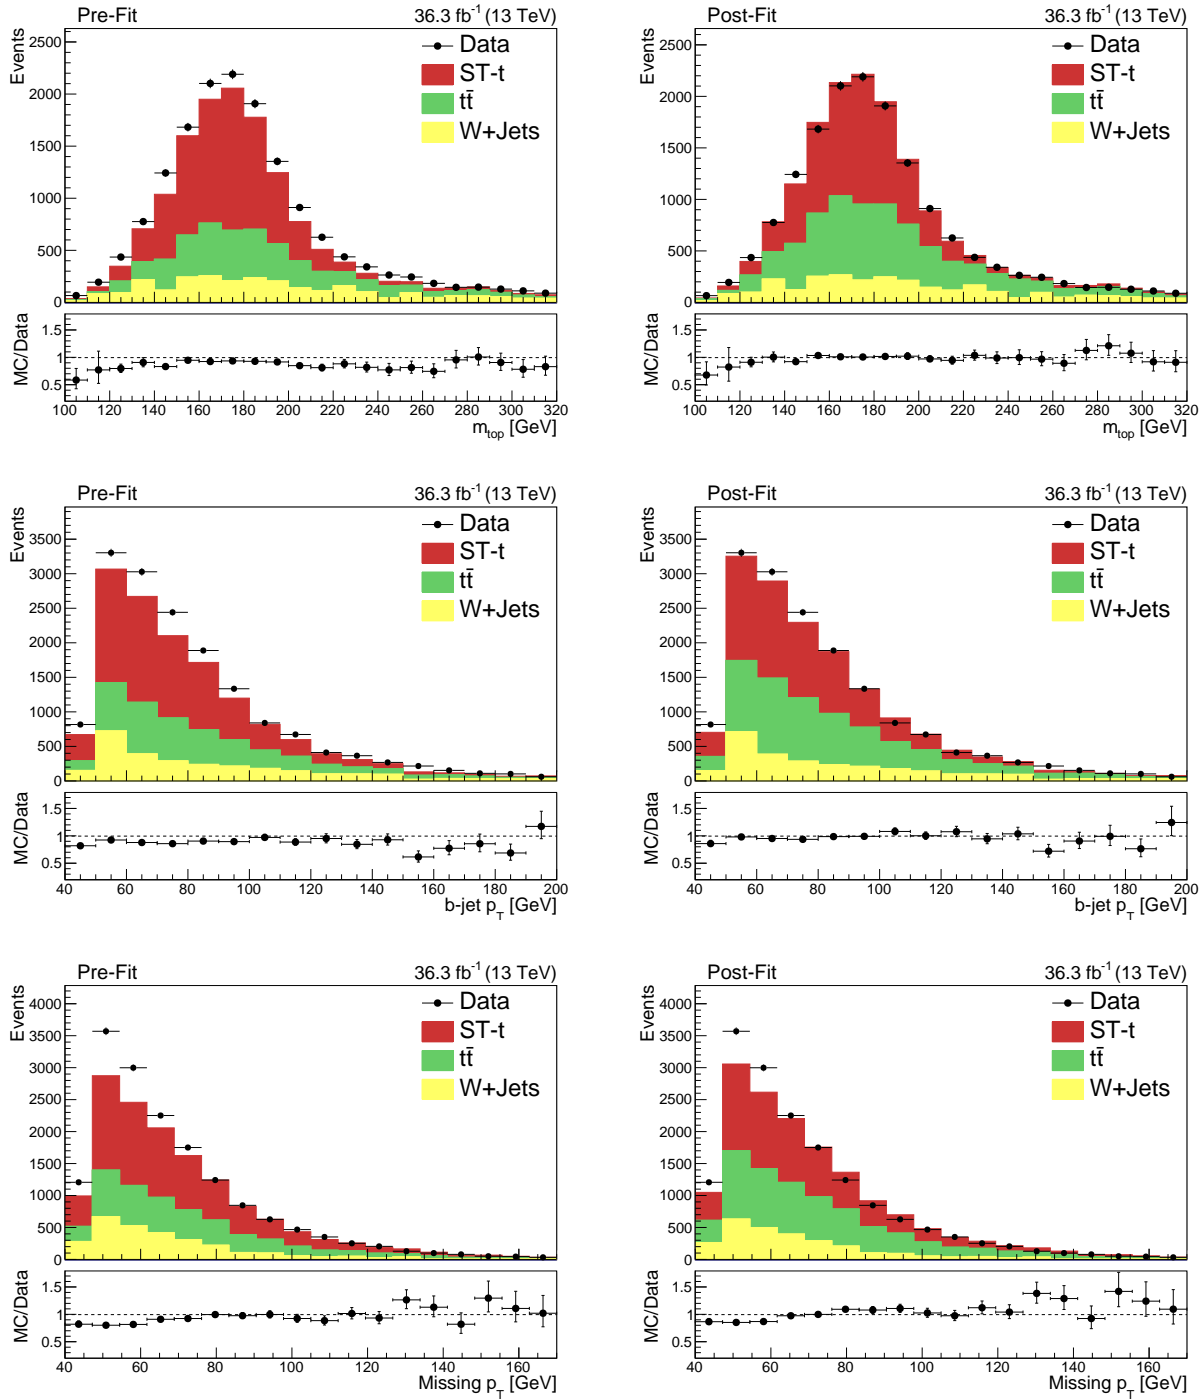 Pre-Fit 36.3 fb⁻¹ (13 TeV)
Events
2500
2000
1500
1000
500
0
Data
ST-t
tt̄
W+Jets
MC/Data
1.5
1
0.5
100 120 140 160 180 200 220 240 260 280 300 320
m_top [GeV]
Post-Fit 36.3 fb⁻¹ (13 TeV)
Events
2500
2000
1500
1000
500
0
Data
ST-t
tt̄
W+Jets
MC/Data
1.5
1
0.5
100 120 140 160 180 200 220 240 260 280 300 320
m_top [GeV]
Pre-Fit 36.3 fb⁻¹ (13 TeV)
Events
3500
3000
2500
2000
1500
1000
500
0
Data
ST-t
tt̄
W+Jets
MC/Data
1.5
1
0.5
40 60 80 100 120 140 160 180 200
b-jet p_T [GeV]
Post-Fit 36.3 fb⁻¹ (13 TeV)
Events
3500
3000
2500
2000
1500
1000
500
0
Data
ST-t
tt̄
W+Jets
MC/Data
1.5
1
0.5
40 60 80 100 120 140 160 180 200
b-jet p_T [GeV]
Pre-Fit 36.3 fb⁻¹ (13 TeV)
Events
4000
3500
3000
2500
2000
1500
1000
500
0
Data
ST-t
tt̄
W+Jets
MC/Data
1.5
1
0.5
40 60 80 100 120 140 160
Missing p_T [GeV]
Post-Fit 36.3 fb⁻¹ (13 TeV)
Events
4000
3500
3000
2500
2000
1500
1000
500
0
Data
ST-t
tt̄
W+Jets
MC/Data
1.5
1
0.5
40 60 80 100 120 140 160
Missing p_T [GeV]